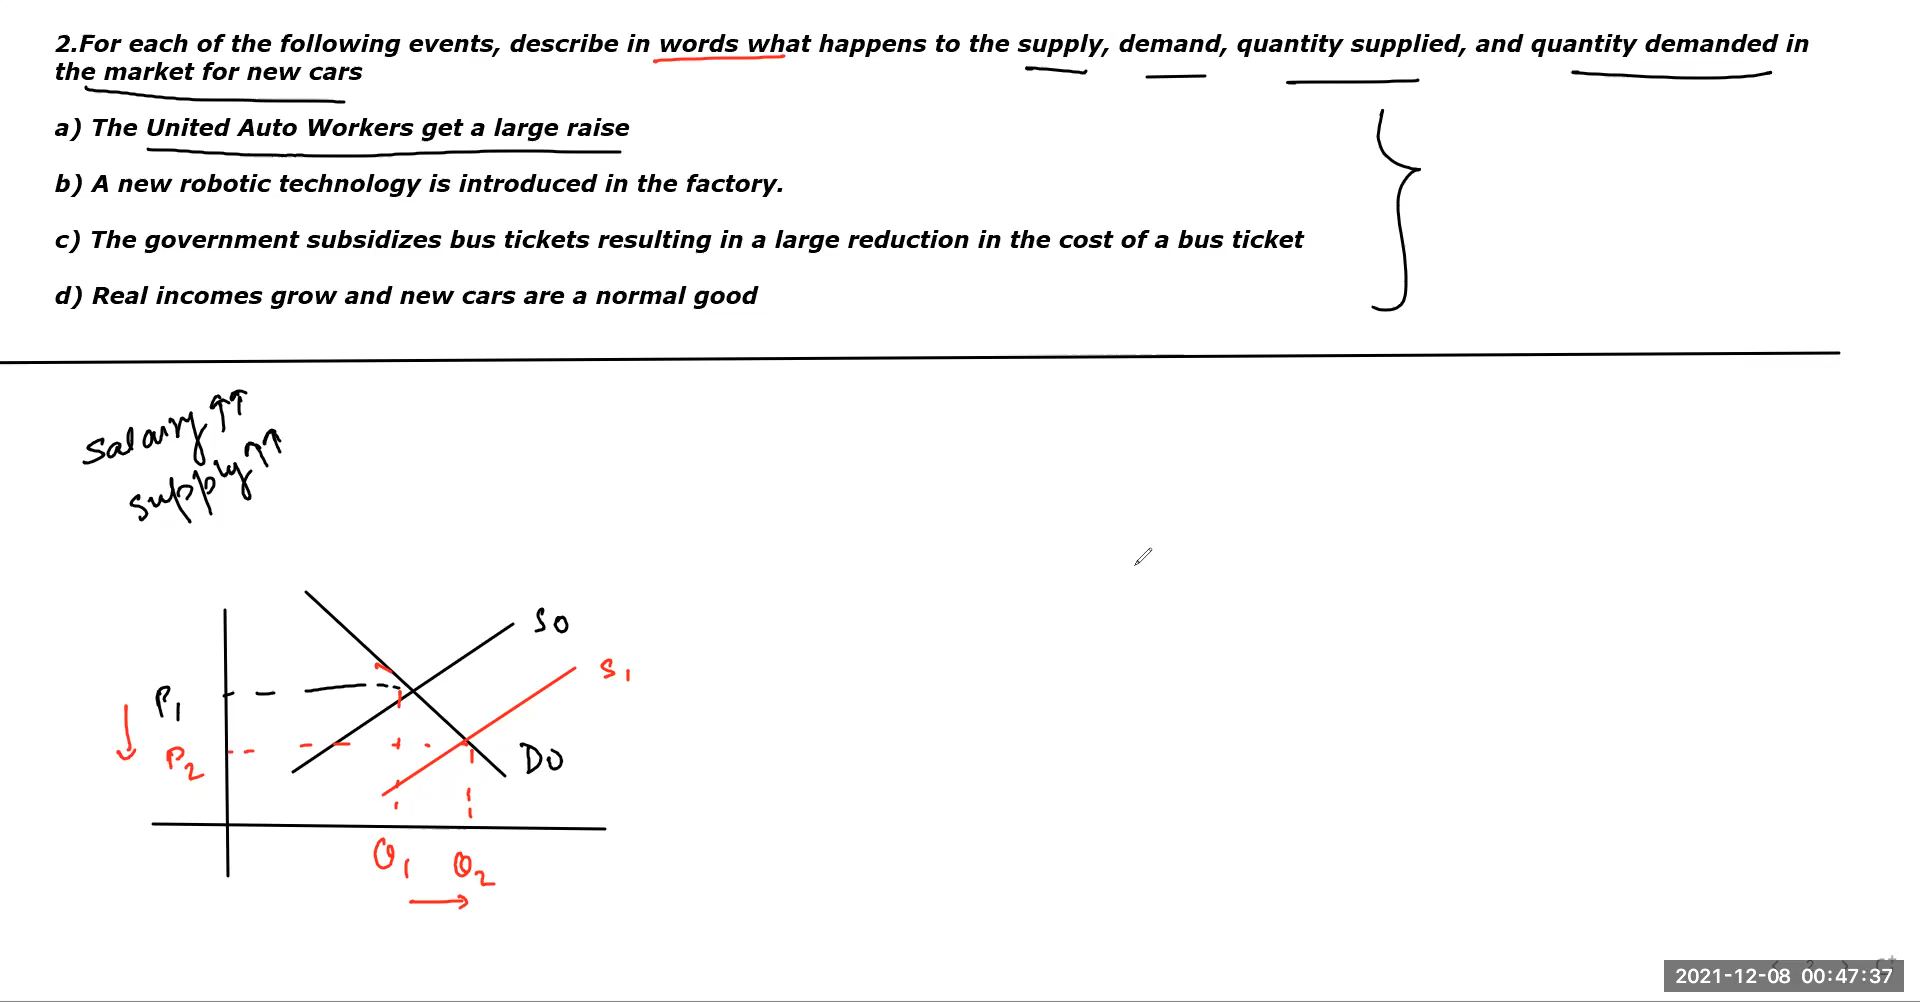 2.For each of the following events, describe in words what happens to the supply, demand, quantity supplied, and quantity demanded in
the market for new cars
a) The United Auto Workers get a large raise
b) A new robotic technology is introduced in the factory.
c) The government subsidizes bus tickets resulting in a large reduction in the cost of a bus ticket
d) Real incomes grow and new cars are a normal good
Salary ↑↑
supply ↑↑
S0
S1
P1
P2
D0
Q1 Q2
2021-12-08 00:47:37